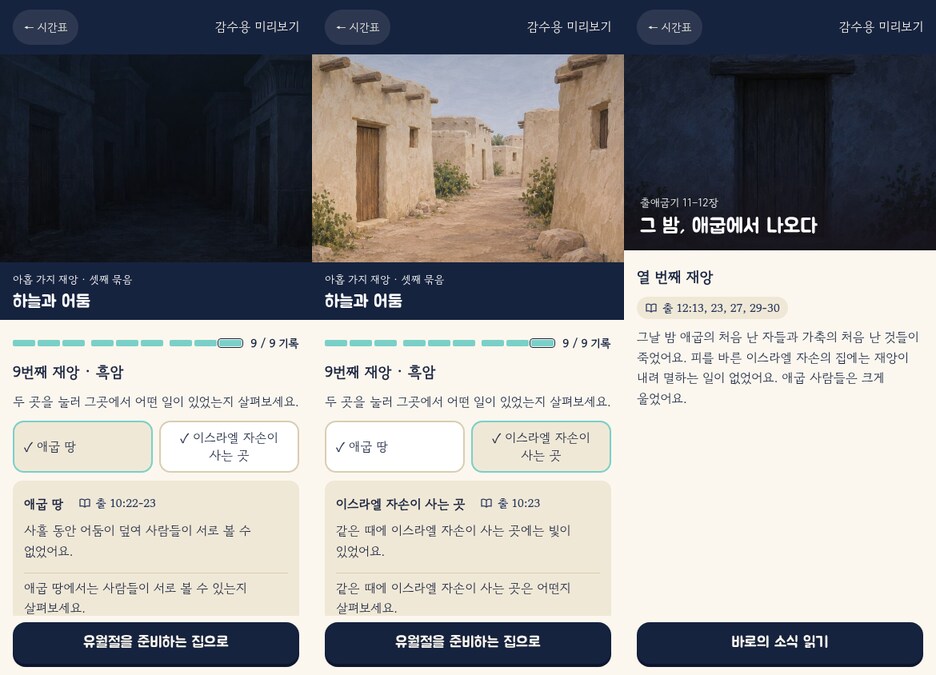 ← 시간표
감수용 미리보기
아홉 가지 재앙 · 셋째 묶음
하늘과 어둠
9 / 9 기록
9번째 재앙 · 흑암
두 곳을 눌러 그곳에서 어떤 일이 있었는지 살펴보세요.
✓ 애굽 땅
✓ 이스라엘 자손이
사는 곳
애굽 땅 출 10:22-23
사흘 동안 어둠이 덮여 사람들이 서로 볼 수
없었어요.
애굽 땅에서는 사람들이 서로 볼 수 있는지
살펴보세요.
유월절을 준비하는 집으로
← 시간표
감수용 미리보기
아홉 가지 재앙 · 셋째 묶음
하늘과 어둠
9 / 9 기록
9번째 재앙 · 흑암
두 곳을 눌러 그곳에서 어떤 일이 있었는지 살펴보세요.
✓ 애굽 땅
✓ 이스라엘 자손이
사는 곳
이스라엘 자손이 사는 곳 출 10:23
같은 때에 이스라엘 자손이 사는 곳에는 빛이
있었어요.
같은 때에 이스라엘 자손이 사는 곳은 어떤지
살펴보세요.
유월절을 준비하는 집으로
← 시간표
감수용 미리보기
출애굽기 11-12장
그 밤, 애굽에서 나오다
열 번째 재앙
출 12:13, 23, 27, 29-30
그날 밤 애굽의 처음 난 자들과 가축의 처음 난 것들이
죽었어요. 피를 바른 이스라엘 자손의 집에는 재앙이
내려 멸하는 일이 없었어요. 애굽 사람들은 크게
울었어요.
바로의 소식 읽기